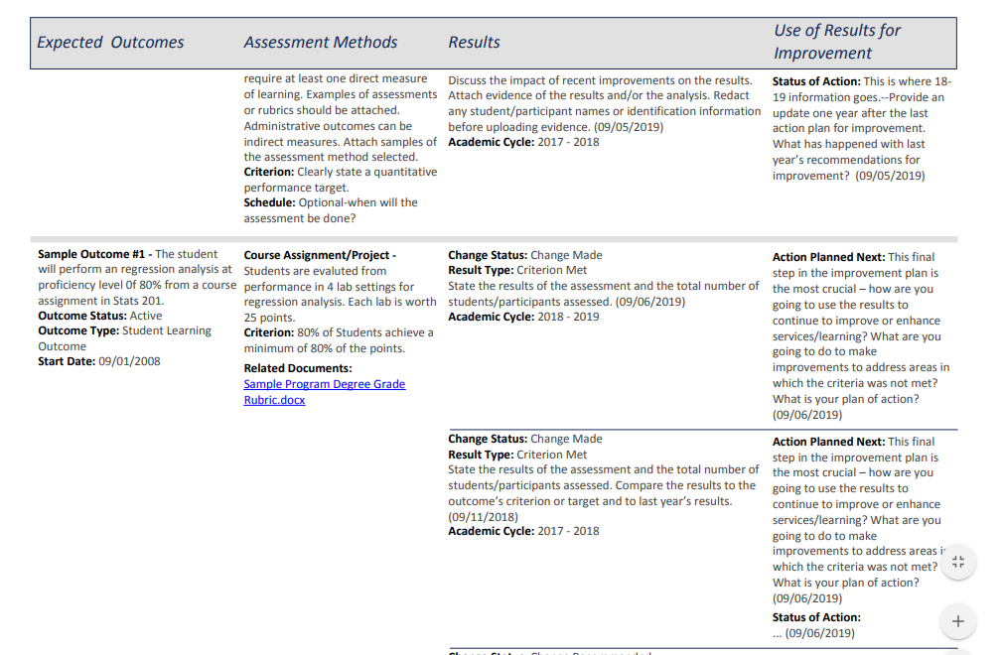 Expected Outcomes
Assessment Methods
Results
Use of Results for
Improvement
require at least one direct measure
of learning. Examples of assessments
or rubrics should be attached.
Administrative outcomes can be
indirect measures. Attach samples of
the assessment method selected.
Criterion: Clearly state a quantitative
performance target.
Schedule: Optional-when will the
assessment be done?
Discuss the impact of recent improvements on the results.
Attach evidence of the results and/or the analysis. Redact
any student/participant names or identification information
before uploading evidence. (09/05/2019)
Academic Cycle: 2017 - 2018
Status of Action: This is where 18-
19 information goes.--Provide an
update one year after the last
action plan for improvement.
What has happened with last
year's recommendations for
improvement? (09/05/2019)
Sample Outcome #1 - The student
will perform an regression analysis at
proficiency level 0f 80% from a course
assignment in Stats 201.
Outcome Status: Active
Outcome Type: Student Learning
Outcome
Start Date: 09/01/2008
Course Assignment/Project -
Students are evaluted from
performance in 4 lab settings for
regression analysis. Each lab is worth
25 points.
Criterion: 80% of Students achieve a
minimum of 80% of the points.
Related Documents:
Sample Program Degree Grade
Rubric.docx
Change Status: Change Made
Result Type: Criterion Met
State the results of the assessment and the total number of
students/participants assessed. (09/06/2019)
Academic Cycle: 2018 - 2019
Action Planned Next: This final
step in the improvement plan is
the most crucial – how are you
going to use the results to
continue to improve or enhance
services/learning? What are you
going to do to make
improvements to address areas in
which the criteria was not met?
What is your plan of action?
(09/06/2019)
Change Status: Change Made
Result Type: Criterion Met
State the results of the assessment and the total number of
students/participants assessed. Compare the results to the
outcome's criterion or target and to last year's results.
(09/11/2018)
Academic Cycle: 2017 - 2018
Action Planned Next: This final
step in the improvement plan is
the most crucial – how are you
going to use the results to
continue to improve or enhance
services/learning? What are you
going to do to make
improvements to address areas
which the criteria was not met?
What is your plan of action?
(09/06/2019)
Status of Action:
... (09/06/2019)
Change Status: Change Recommended